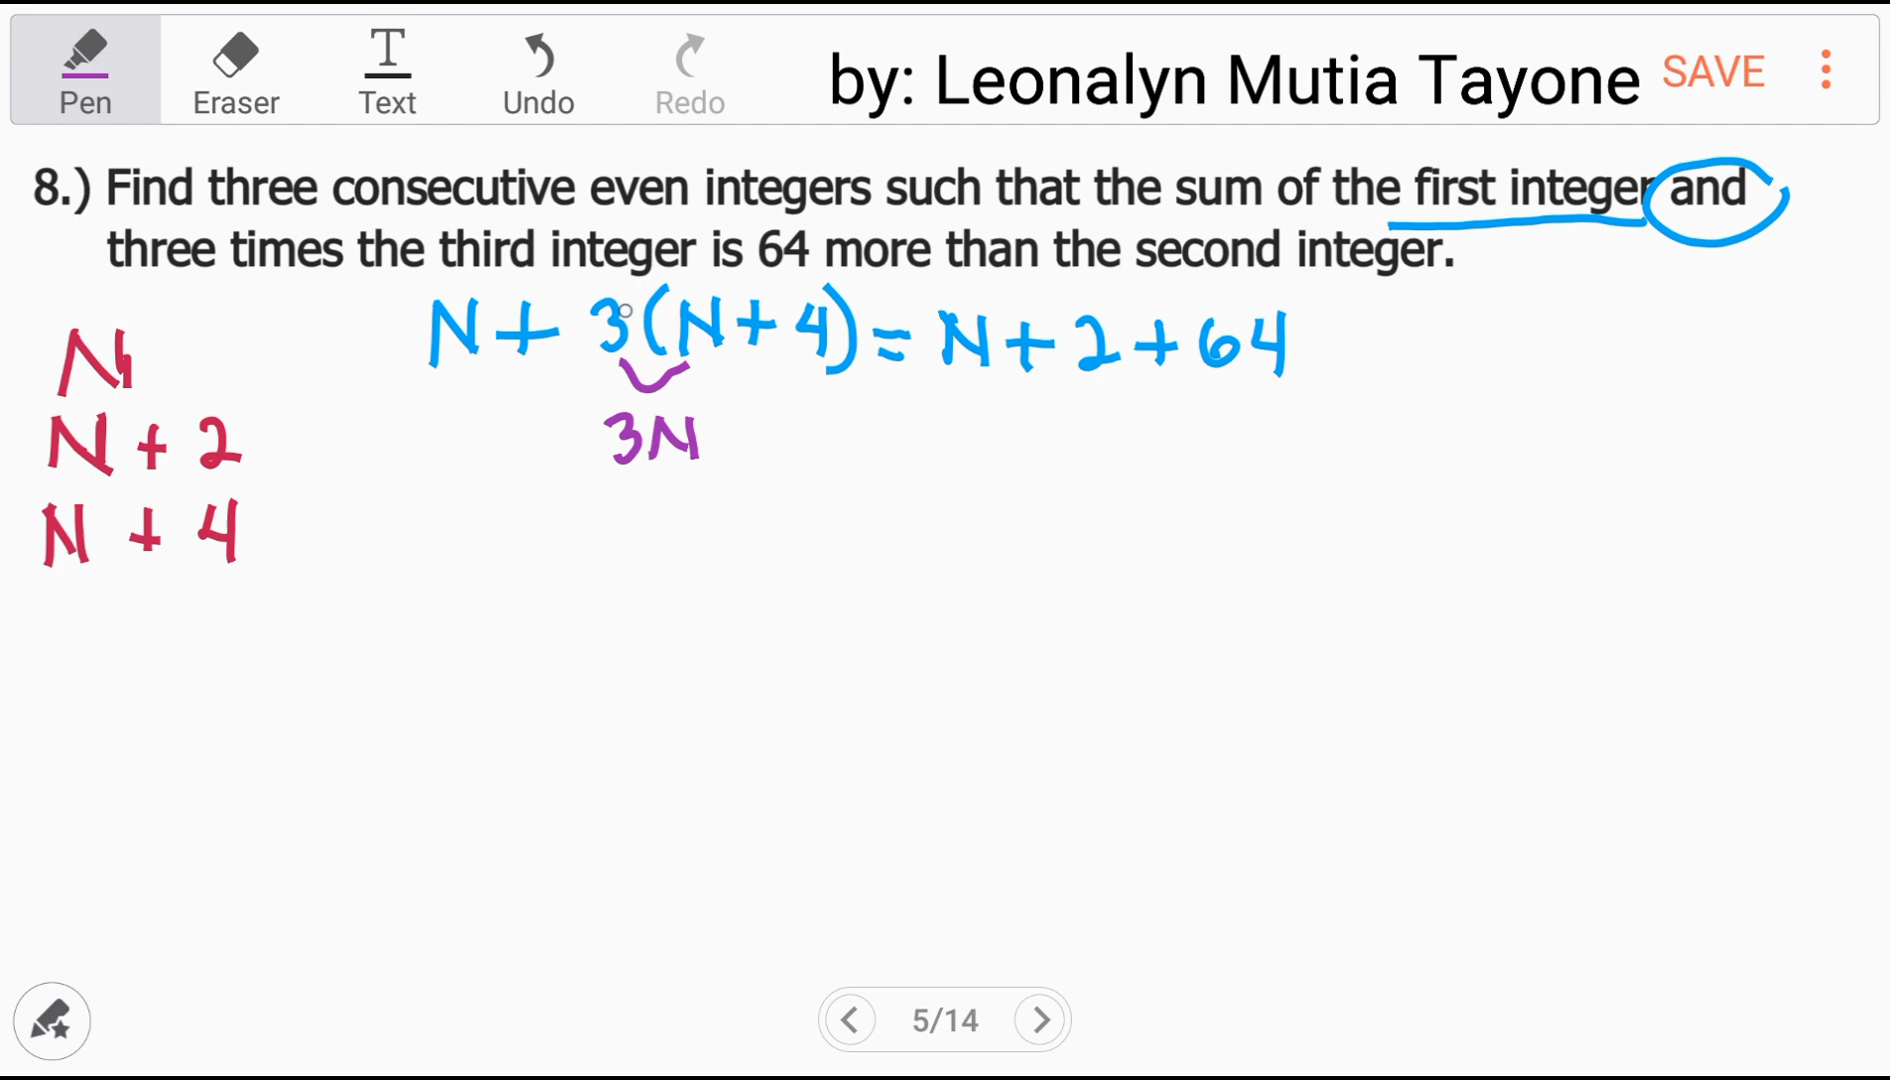 Pen Eraser Text Undo Redo by: Leonalyn Mutia Tayone SAVE
8.) Find three consecutive even integers such that the sum of the first integer and
three times the third integer is 64 more than the second integer.
N + 3(N + 4) = N + 2 + 64
N
3N
N + 2
N + 4
5/14